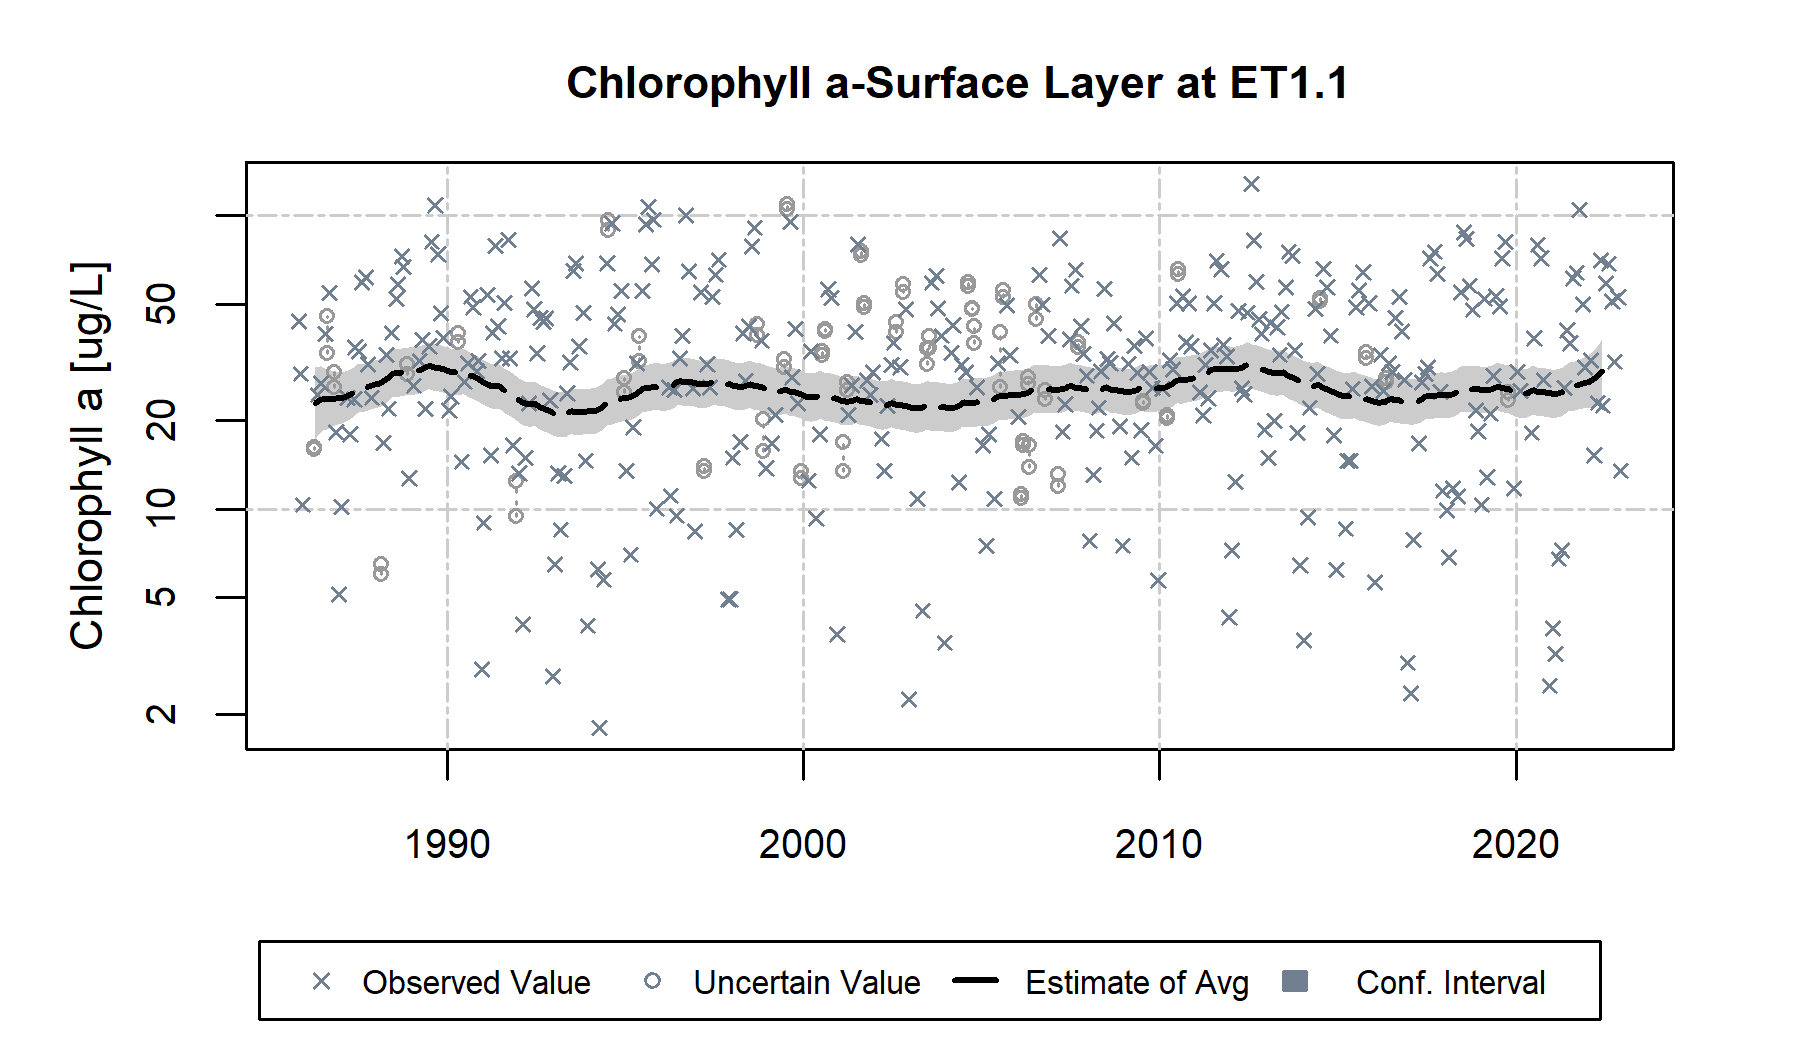 Chlorophyll a-Surface Layer at ET1.1
Chlorophyll a [ug/L]
50
20
10
5
2
1990 2000 2010 2020
Observed Value Uncertain Value Estimate of Avg Conf. Interval